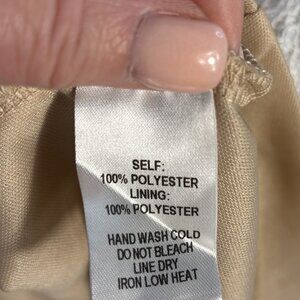 SELF:
100% POLYESTER
LINING:
100% POLYESTER
HAND WASH COLD
DO NOT BLEACH
LINE DRY
IRON LOW HEAT